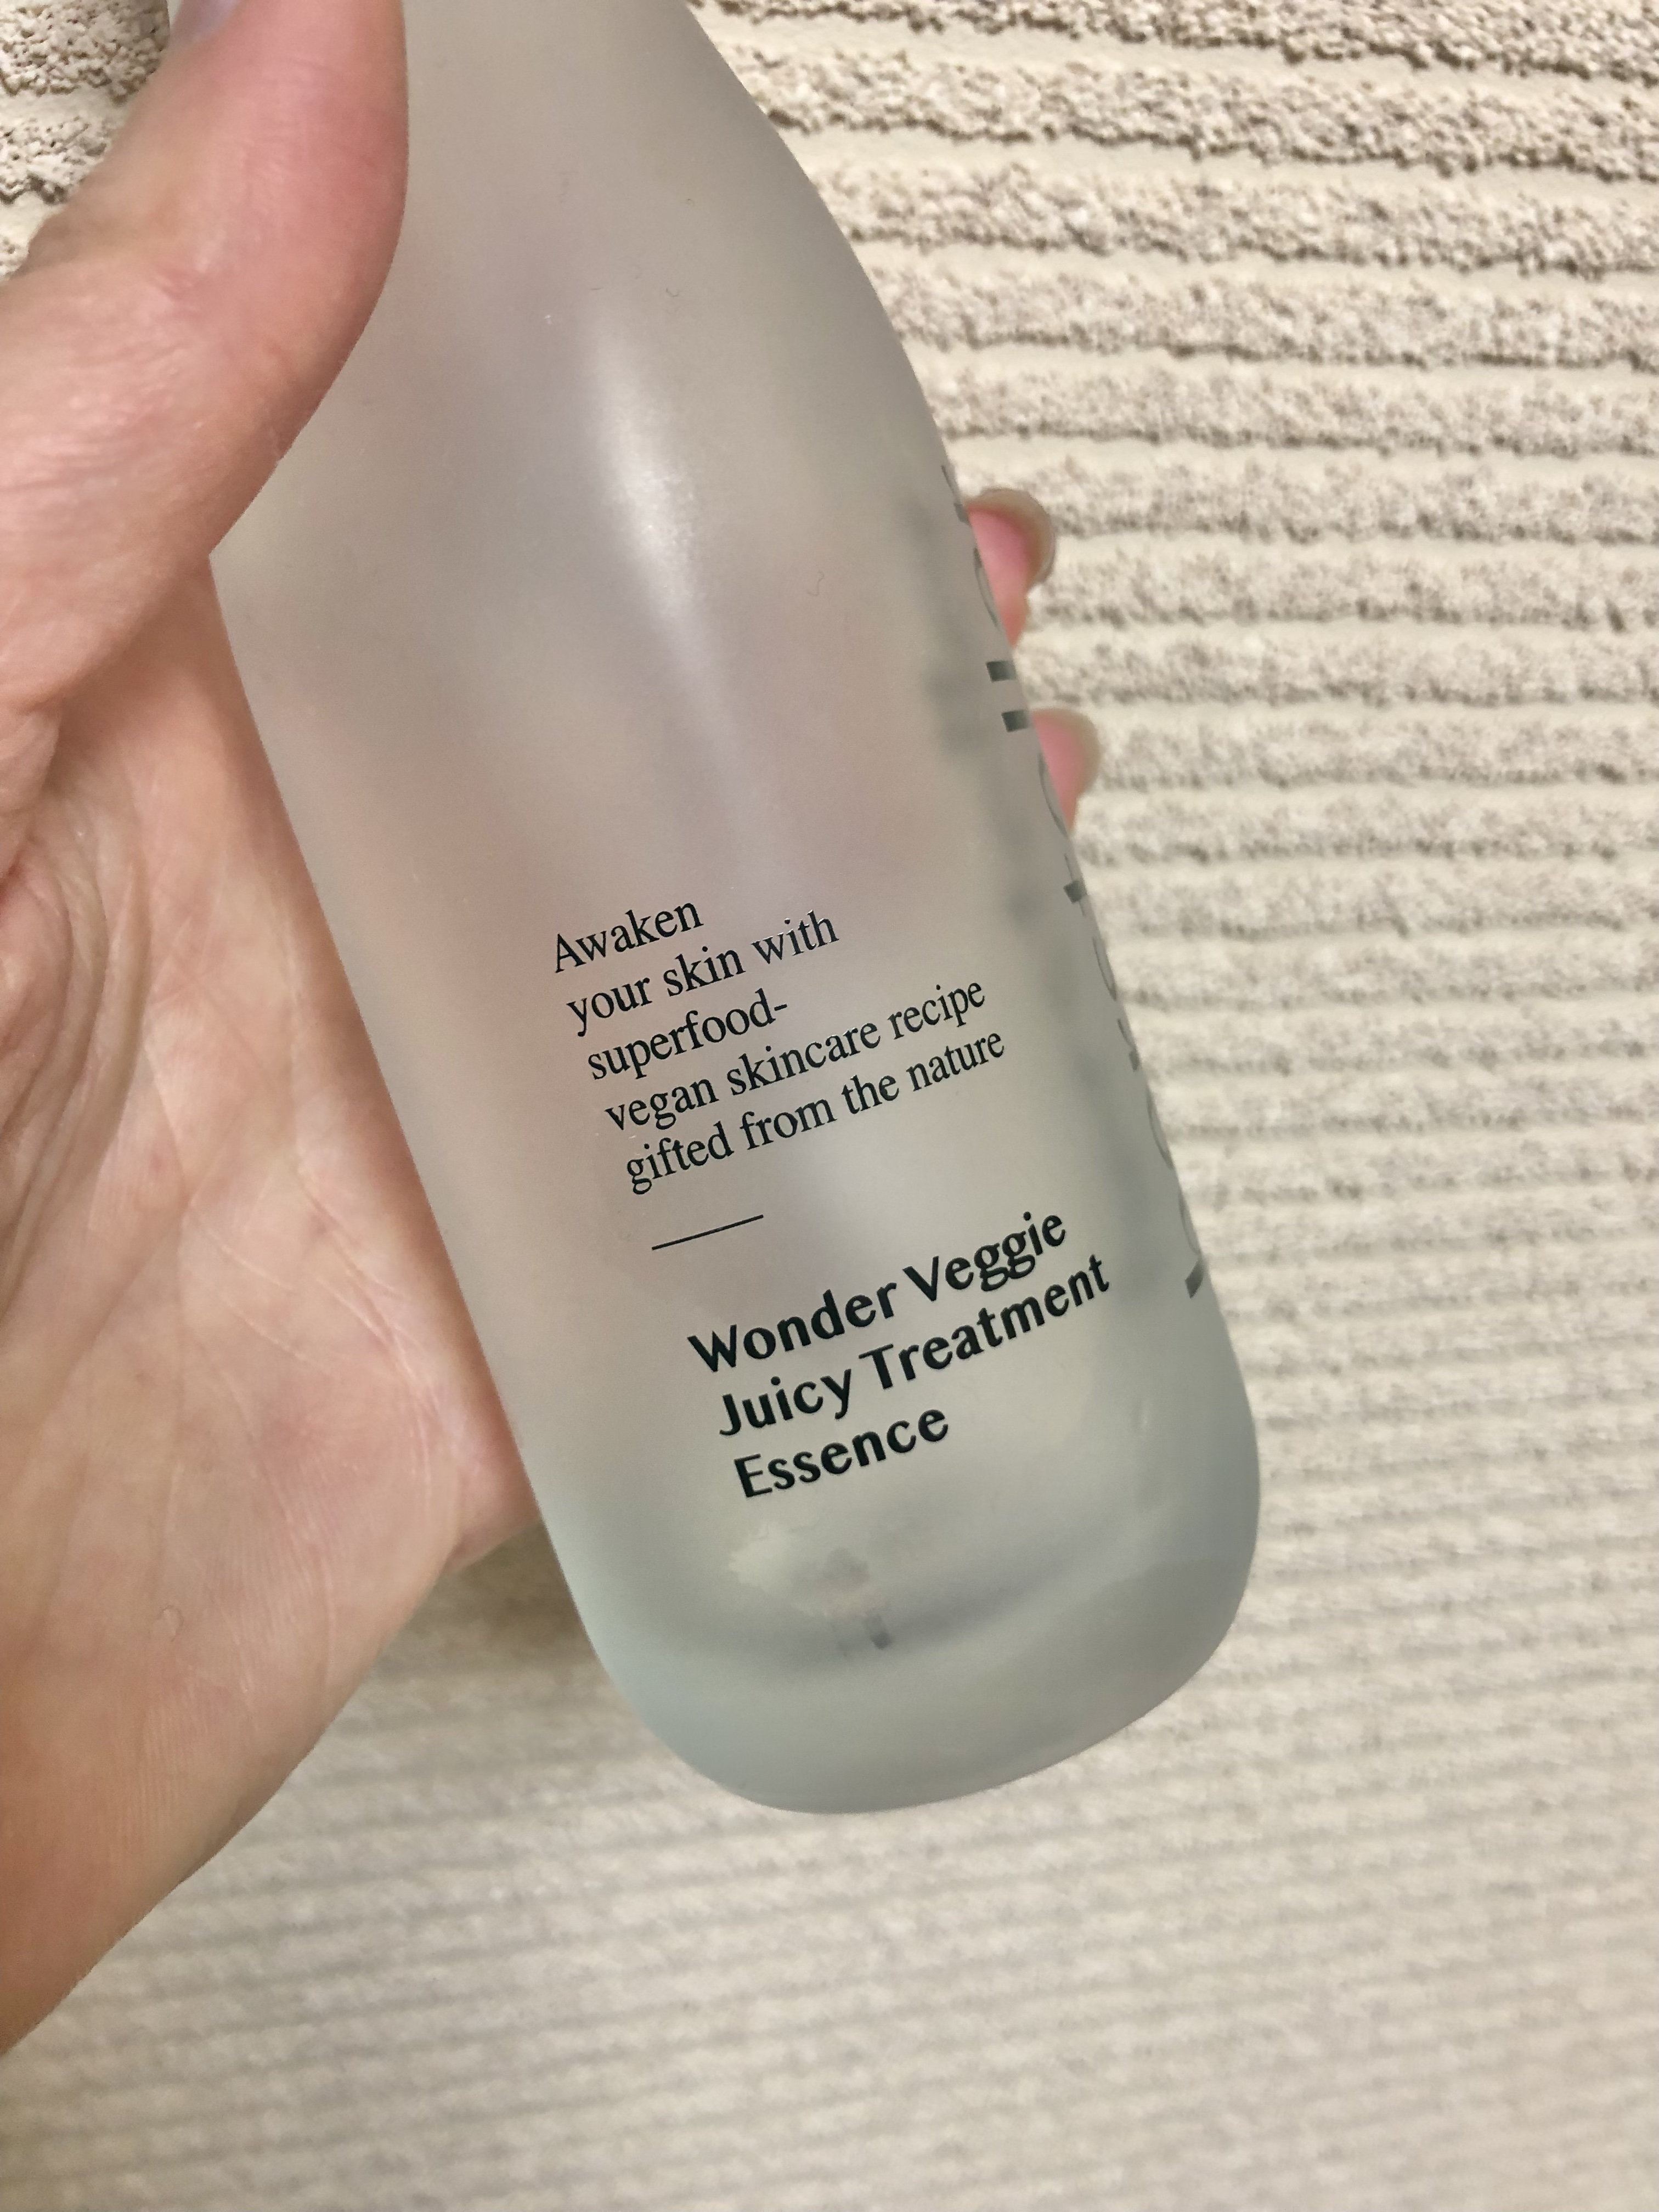 Awaken
your skin with
superfood-
vegan skincare recipe
gifted from the nature
Wonder Veggie
Juicy Treatment
Essence